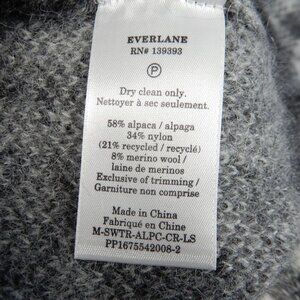 EVERLANE
RN# 139393
P
Dry clean only.
Nettoyer à sec seulement.
58% alpaca / alpaga
34% nylon
(21% recycled / recyclé)
8% merino wool /
laine de merinos
Exclusive of trimming /
Garniture non comprise
Made in China
Fabriqué en Chine
M-SWTR-ALPC-CR-LS
PP1675542008-2